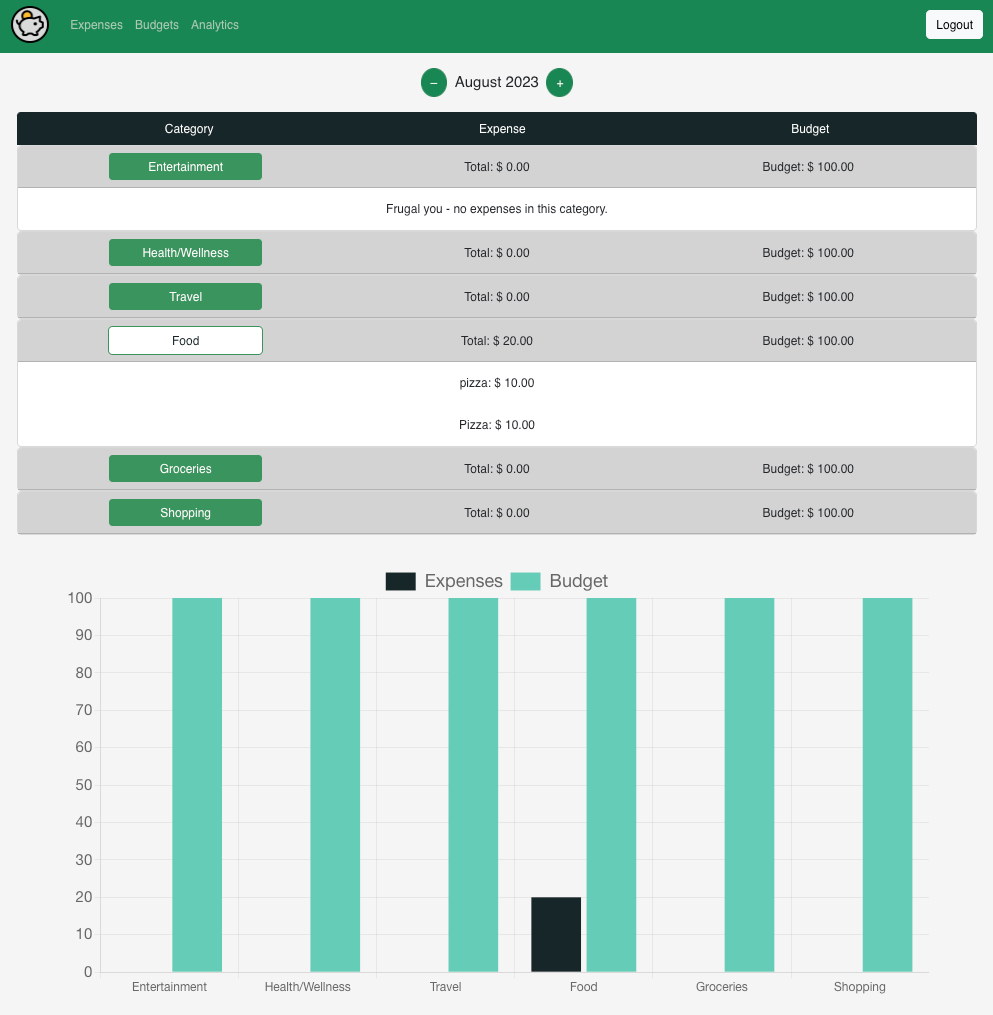 Expenses Budgets Analytics Logout
– August 2023 +
Category Expense Budget
Entertainment Total: $ 0.00 Budget: $ 100.00
Frugal you - no expenses in this category.
Health/Wellness Total: $ 0.00 Budget: $ 100.00
Travel Total: $ 0.00 Budget: $ 100.00
Food Total: $ 20.00 Budget: $ 100.00
pizza: $ 10.00
Pizza: $ 10.00
Groceries Total: $ 0.00 Budget: $ 100.00
Shopping Total: $ 0.00 Budget: $ 100.00
Expenses Budget
100
90
80
70
60
50
40
30
20
10
0
Entertainment Health/Wellness Travel Food Groceries Shopping